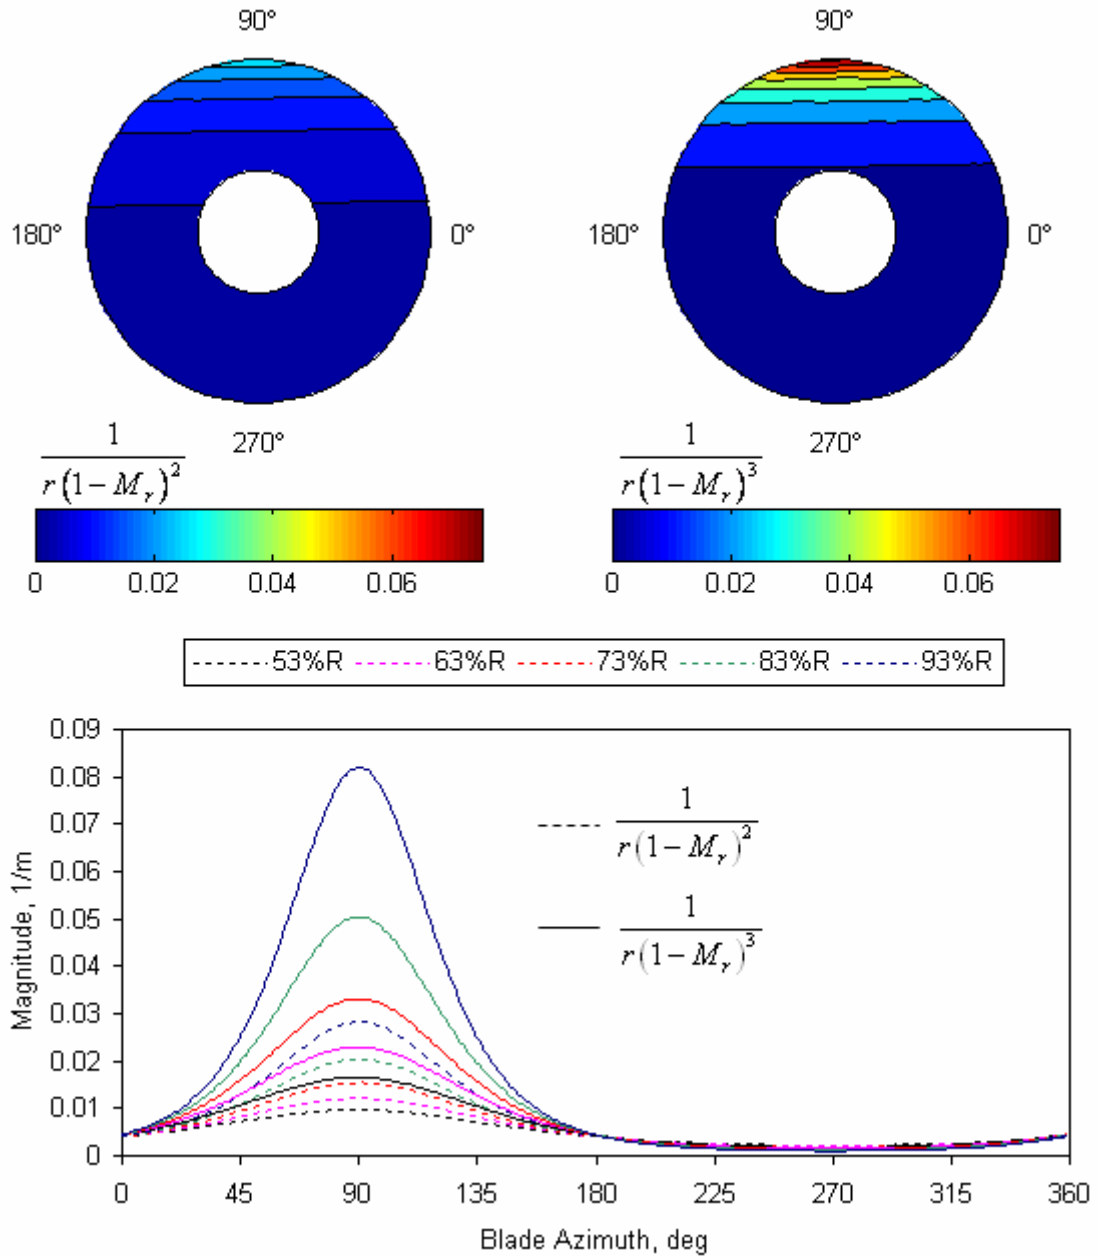 90° 90°
180° 0° 180° 0°
270° 270°
1 / r(1−M_r)^2 1 / r(1−M_r)^3
0 0.02 0.04 0.06 0 0.02 0.04 0.06
53%R 63%R 73%R 83%R 93%R
0.09
0.08
0.07
0.06
0.05
0.04
0.03
0.02
0.01
0
Magnitude, 1/m
1 / r(1−M_r)^2
1 / r(1−M_r)^3
0 45 90 135 180 225 270 315 360
Blade Azimuth, deg